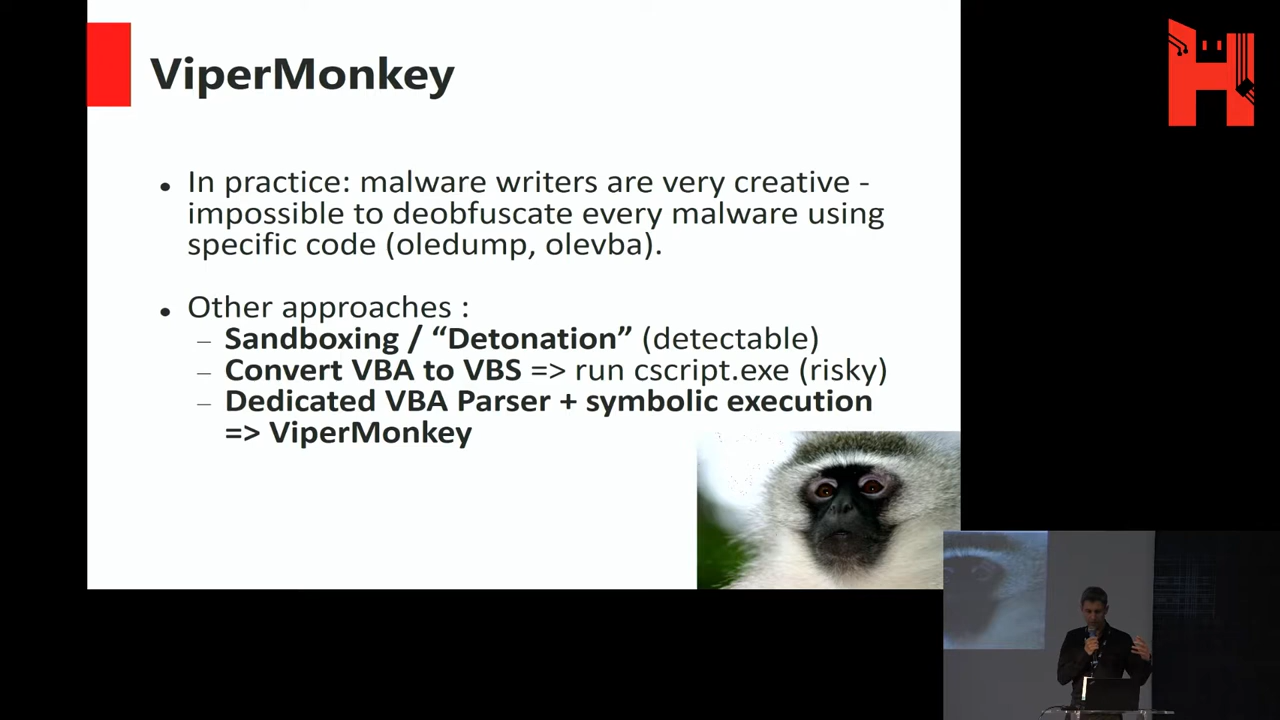 ViperMonkey
● In practice: malware writers are very creative -
impossible to deobfuscate every malware using
specific code (oledump, olevba).
● Other approaches :
– Sandboxing / “Detonation” (detectable)
– Convert VBA to VBS => run cscript.exe (risky)
– Dedicated VBA Parser + symbolic execution
=> ViperMonkey